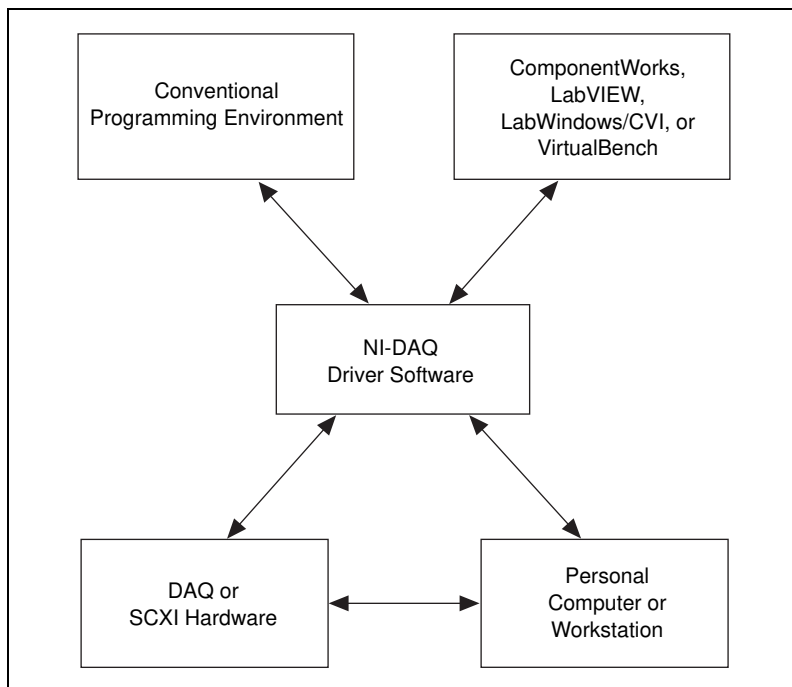 Conventional
Programming Environment
ComponentWorks,
LabVIEW,
LabWindows/CVI, or
VirtualBench
NI-DAQ
Driver Software
DAQ or
SCXI Hardware
Personal
Computer or
Workstation